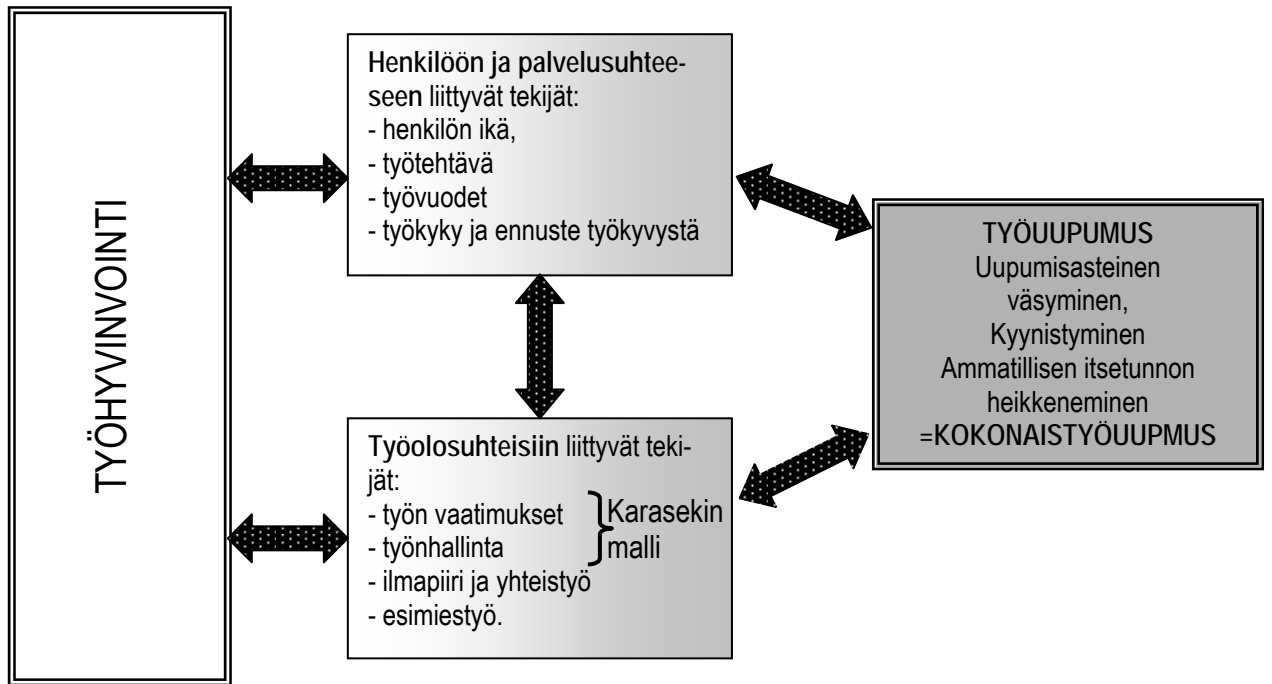 TYÖHYVINVOINTI
Henkilöön ja palvelusuhtee-
seen liittyvät tekijät:
- henkilön ikä,
- työtehtävä
- työvuodet
- työkyky ja ennuste työkyvystä
Työolosuhteisiin liittyvät teki-
jät:
- työn vaatimukset
- työnhallinta
Karasekin
malli
- ilmapiiri ja yhteistyö
- esimiestyö.
TYÖUUPUMUS
Uupumisasteinen
väsyminen,
Kyynistyminen
Ammatillisen itsetunnon
heikkeneminen
=KOKONAISTYÖUUPMUS